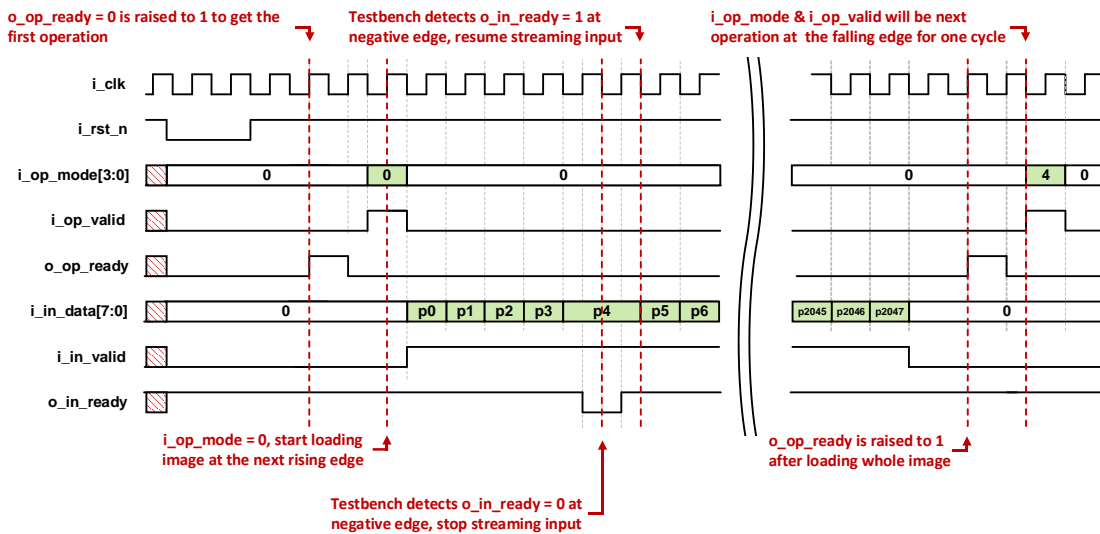 o_op_ready = 0 is raised to 1 to get the
first operation
Testbench detects o_in_ready = 1 at
negative edge, resume streaming input
i_op_mode & i_op_valid will be next
operation at the falling edge for one cycle
i_clk
i_rst_n
i_op_mode[3:0]
0
0
0
0
4
0
i_op_valid
o_op_ready
i_in_data[7:0]
0
p0
p1
p2
p3
p4
p5
p6
p2045
p2046
p2047
0
i_in_valid
o_in_ready
i_op_mode = 0, start loading
image at the next rising edge
o_op_ready is raised to 1
after loading whole image
Testbench detects o_in_ready = 0 at
negative edge, stop streaming input